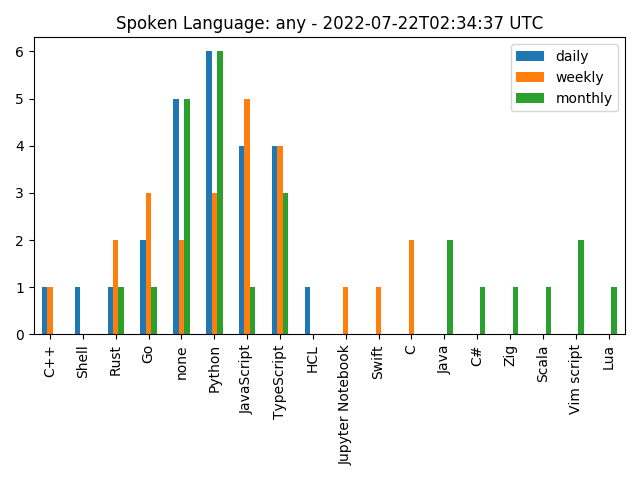 Spoken Language: any - 2022-07-22T02:34:37 UTC
daily
weekly
monthly
6
5
4
3
2
1
0
C++
Shell
Rust
Go
none
Python
JavaScript
TypeScript
HCL
Jupyter Notebook
Swift
C
Java
C#
Zig
Scala
Vim script
Lua